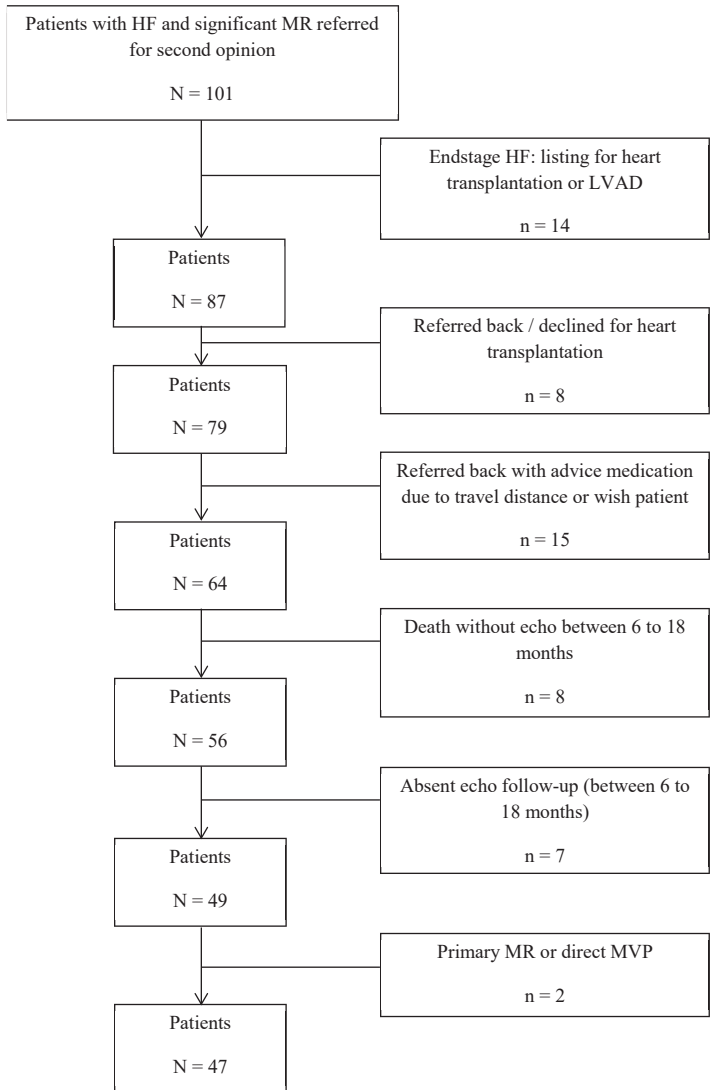 Patients with HF and significant MR referred
for second opinion
N = 101
Endstage HF: listing for heart
transplantation or LVAD
n = 14
Patients
N = 87
Referred back / declined for heart
transplantation
n = 8
Patients
N = 79
Referred back with advice medication
due to travel distance or wish patient
n = 15
Patients
N = 64
Death without echo between 6 to 18
months
n = 8
Patients
N = 56
Absent echo follow-up (between 6 to
18 months)
n = 7
Patients
N = 49
Primary MR or direct MVP
n = 2
Patients
N = 47